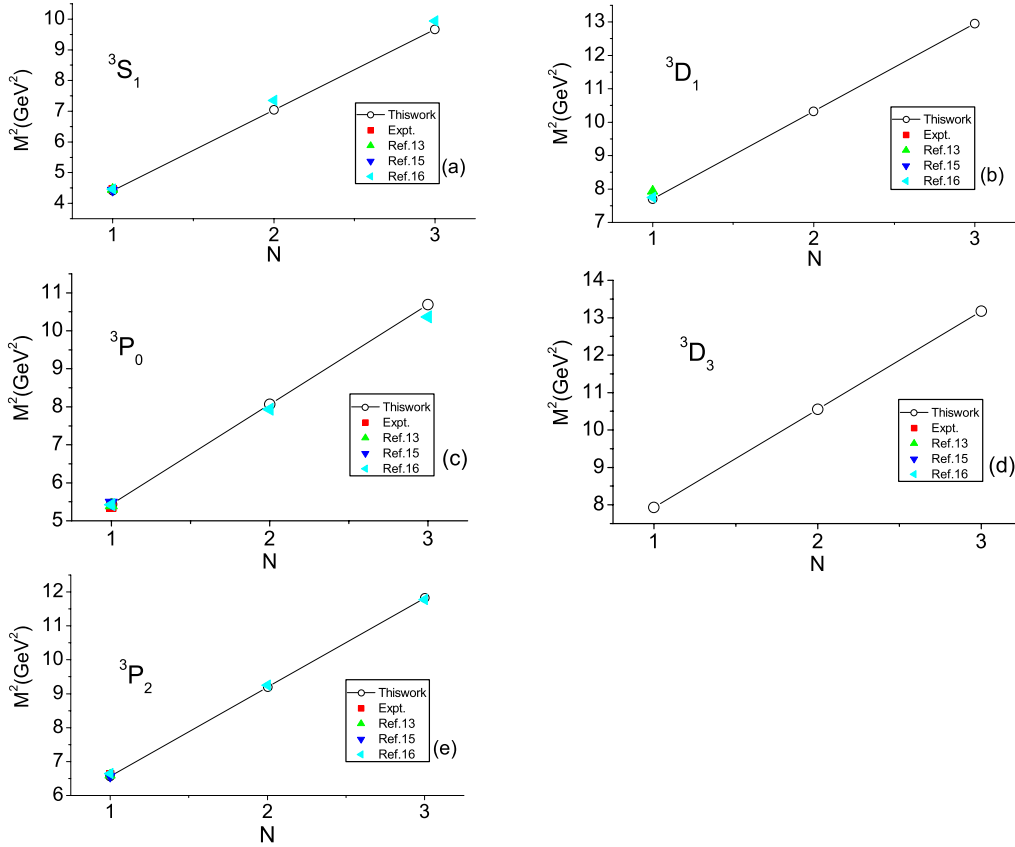 10
9
8
7
6
5
4
M²(GeV²)
³S₁
Thiswork
Expt.
Ref.13
Ref.15
Ref.16
(a)
1 2 3
N
13
12
11
10
9
8
7
M²(GeV²)
³D₁
Thiswork
Expt.
Ref.13
Ref.15
Ref.16
(b)
1 2 3
N
11
10
9
8
7
6
5
M²(GeV²)
³P₀
Thiswork
Expt.
Ref.13
Ref.15
Ref.16
(c)
1 2 3
N
14
13
12
11
10
9
8
M²(GeV²)
³D₃
Thiswork
Expt.
Ref.13
Ref.15
Ref.16
(d)
1 2 3
N
12
11
10
9
8
7
6
M²(GeV²)
³P₂
Thiswork
Expt.
Ref.13
Ref.15
Ref.16
(e)
1 2 3
N